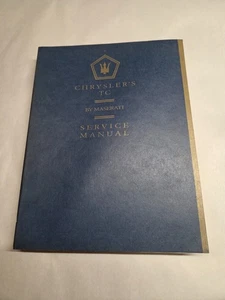 CHRYSLER'S
TC
BY MASERATI
SERVICE
MANUAL